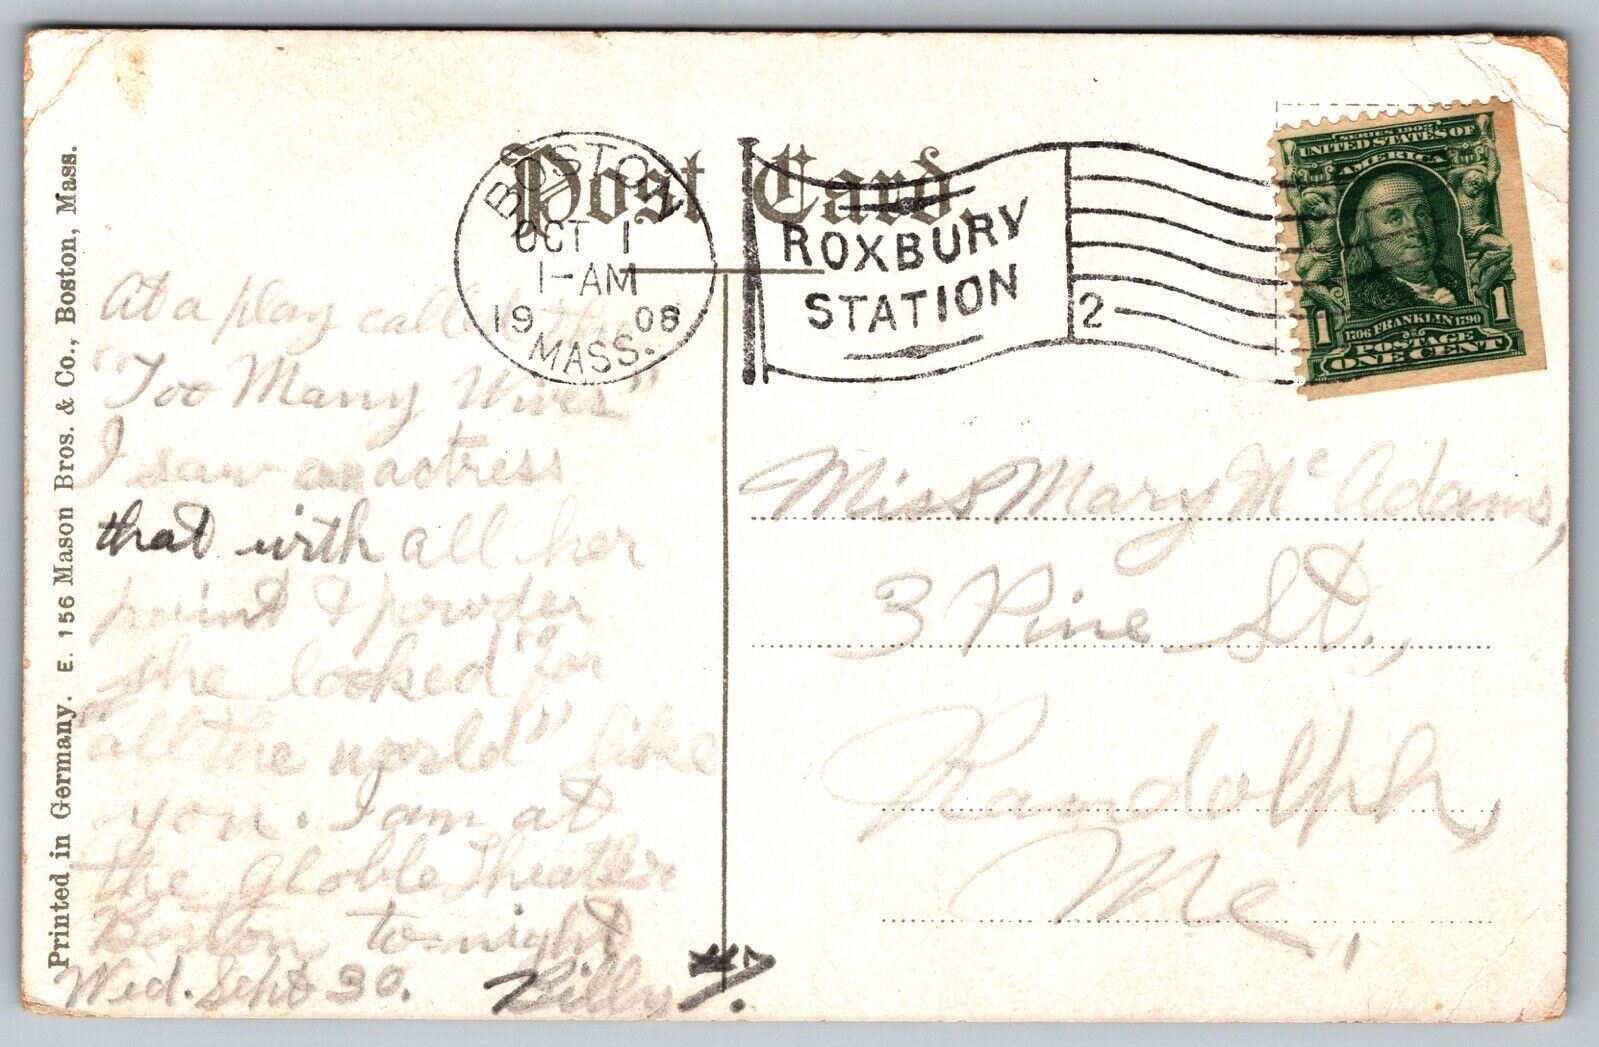 Post Card.
BOSTON
OCT 1
1-AM
19 08
MASS.
ROXBURY
STATION
2
SERIES 1902
UNITED STATES OF
AMERICA
1 1
1706 FRANKLIN 1790
POSTAGE
ONE CENT
At a play called the
"Too Many Wives"
I saw an actress
that with all her
paint & powder
she looked "for
all the world" like
you. I am at
the Globle Theatre
Boston, to-night
Wed. Sept 30. Billy #7.
Miss Mary McAdams,
3 Pine St.,
Randolph,
Me,
Printed in Germany. E. 156 Mason Bros. & Co., Boston, Mass.